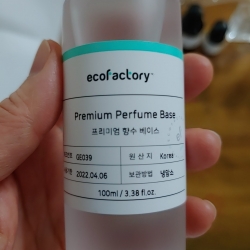 ecofactory™
Premium Perfume Base
프리미엄 향수 베이스
GE039 원산지 Korea
2022.04.06 보관방법 냉암소
100ml / 3.38 fl.oz.